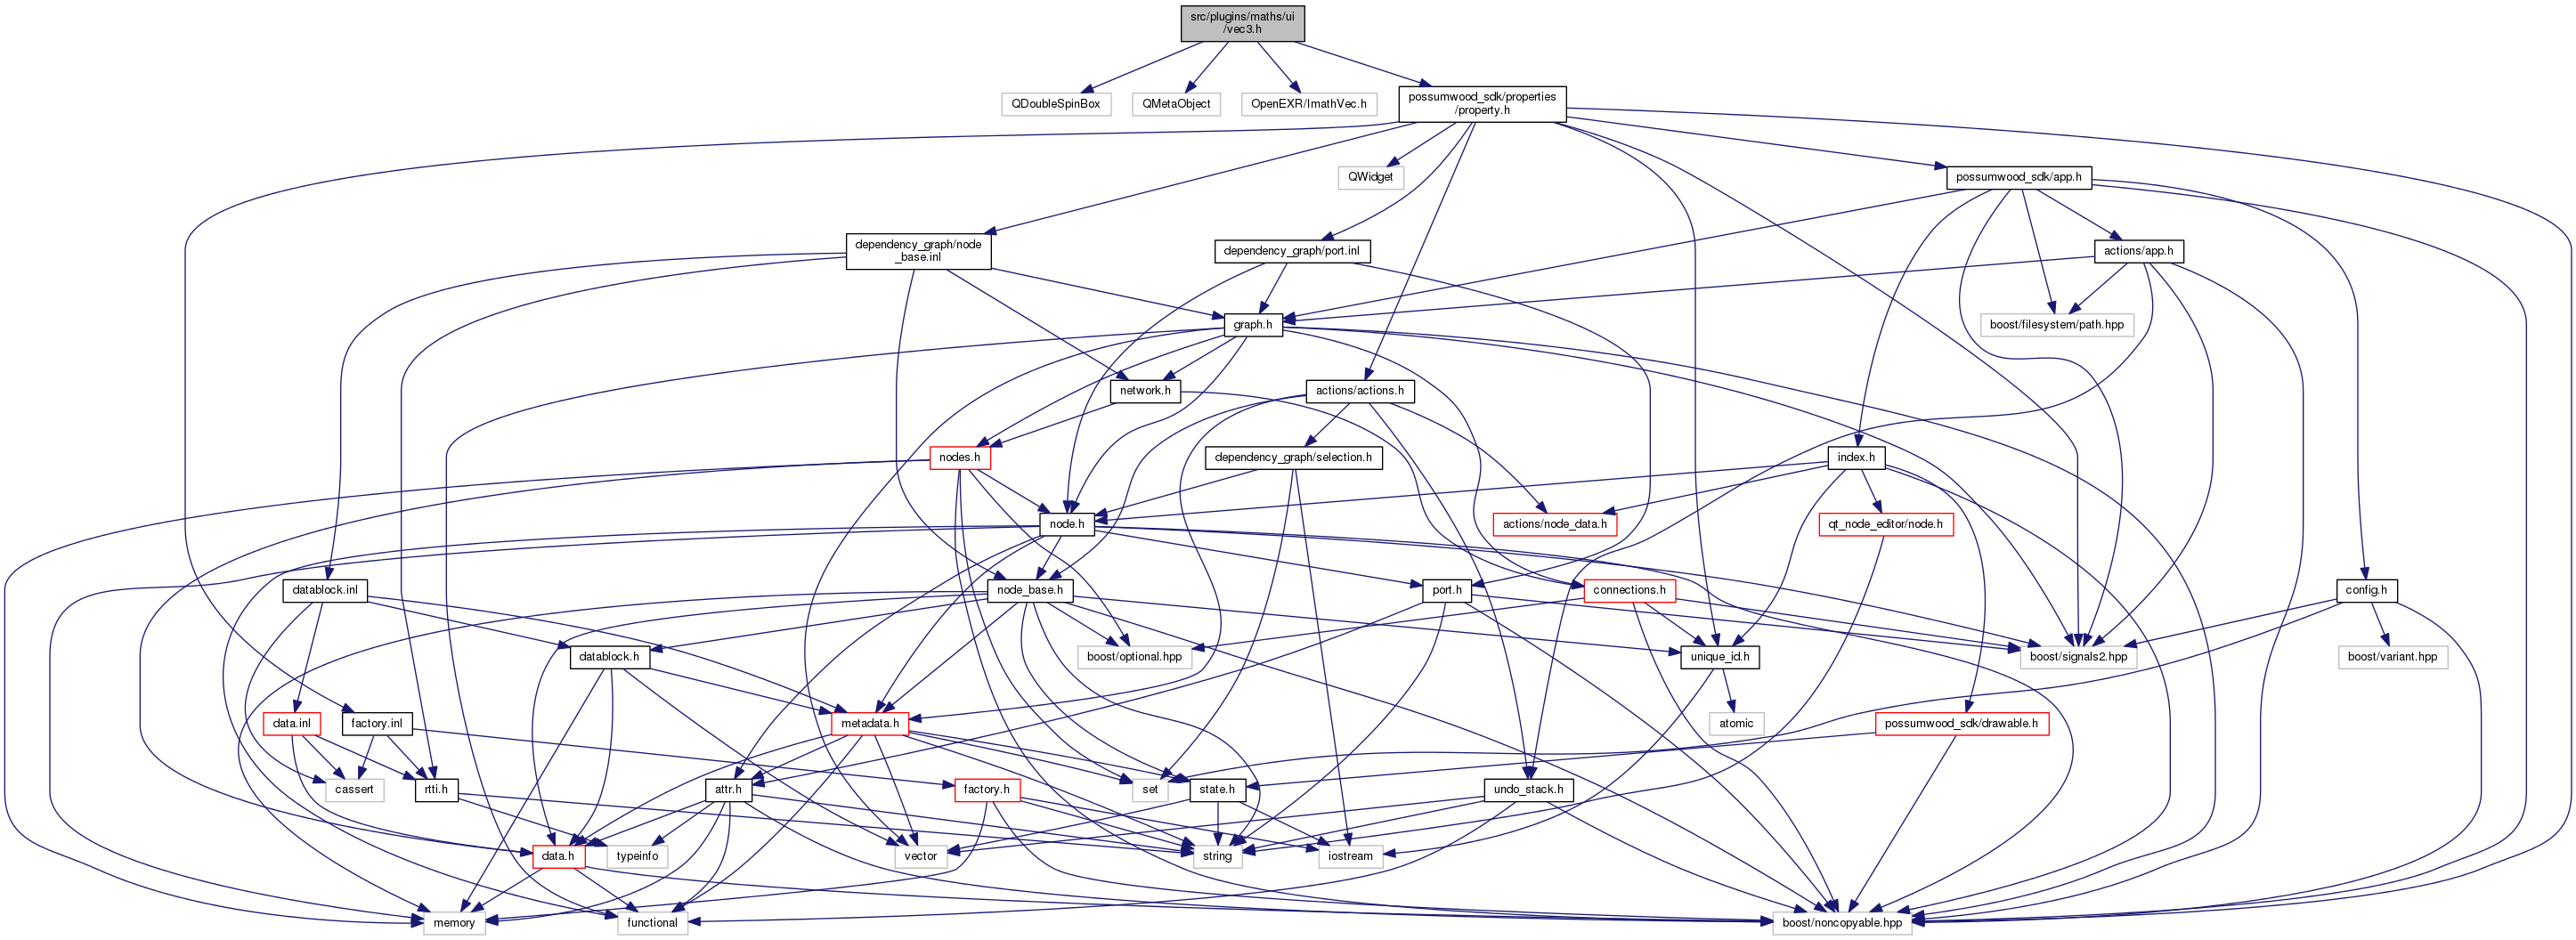 src/plugins/maths/ui
/vec3.h
QDoubleSpinBox
QMetaObject
OpenEXR/ImathVec.h
possumwood_sdk/properties
/property.h
QWidget
possumwood_sdk/app.h
dependency_graph/node
_base.inl
dependency_graph/port.inl
actions/app.h
graph.h
boost/filesystem/path.hpp
network.h
actions/actions.h
nodes.h
dependency_graph/selection.h
index.h
node.h
actions/node_data.h
qt_node_editor/node.h
datablock.inl
node_base.h
port.h
connections.h
config.h
datablock.h
boost/optional.hpp
unique_id.h
boost/signals2.hpp
boost/variant.hpp
data.inl
factory.inl
metadata.h
atomic
possumwood_sdk/drawable.h
cassert
rtti.h
attr.h
factory.h
set
state.h
undo_stack.h
data.h
typeinfo
vector
string
iostream
memory
functional
boost/noncopyable.hpp